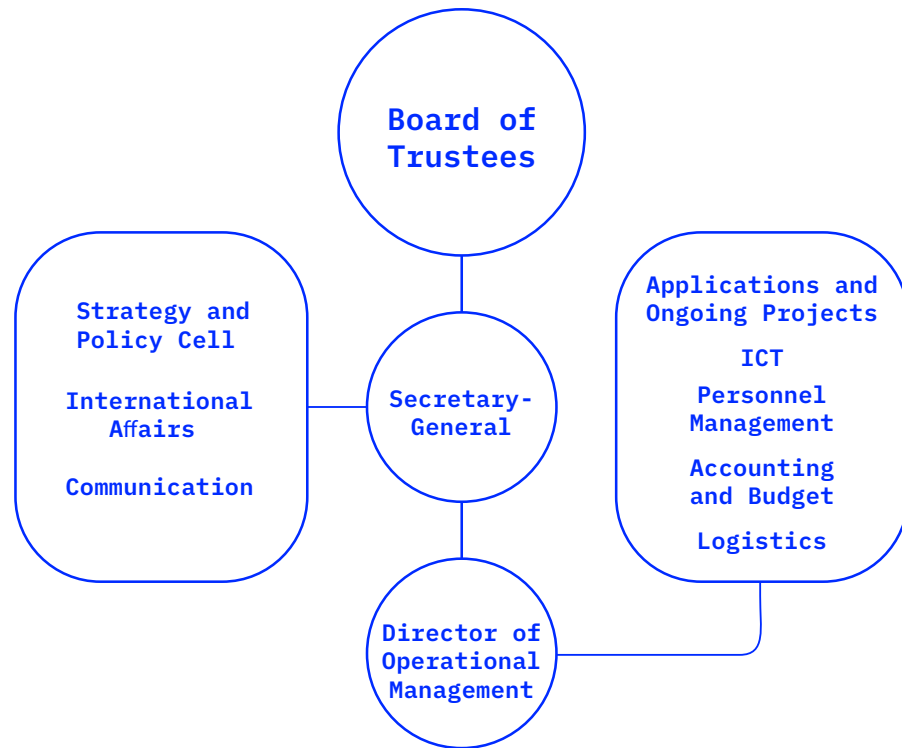 Board of
Trustees
Strategy and
Policy Cell
International
Affairs
Communication
Secretary-
General
Applications and
Ongoing Projects
ICT
Personnel
Management
Accounting
and Budget
Logistics
Director of
Operational
Management